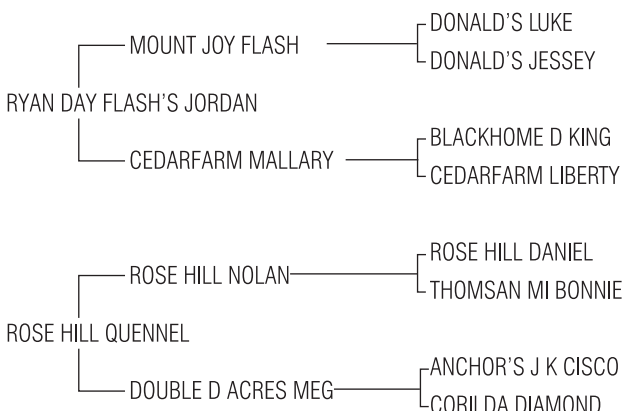 DONALD'S LUKE
MOUNT JOY FLASH
DONALD'S JESSEY
RYAN DAY FLASH'S JORDAN
BLACKHOME D KING
CEDARFARM MALLARY
CEDARFARM LIBERTY
ROSE HILL DANIEL
ROSE HILL NOLAN
THOMSAN MI BONNIE
ROSE HILL QUENNEL
ANCHOR'S J K CISCO
DOUBLE D ACRES MEG
CORILDA DIAMOND